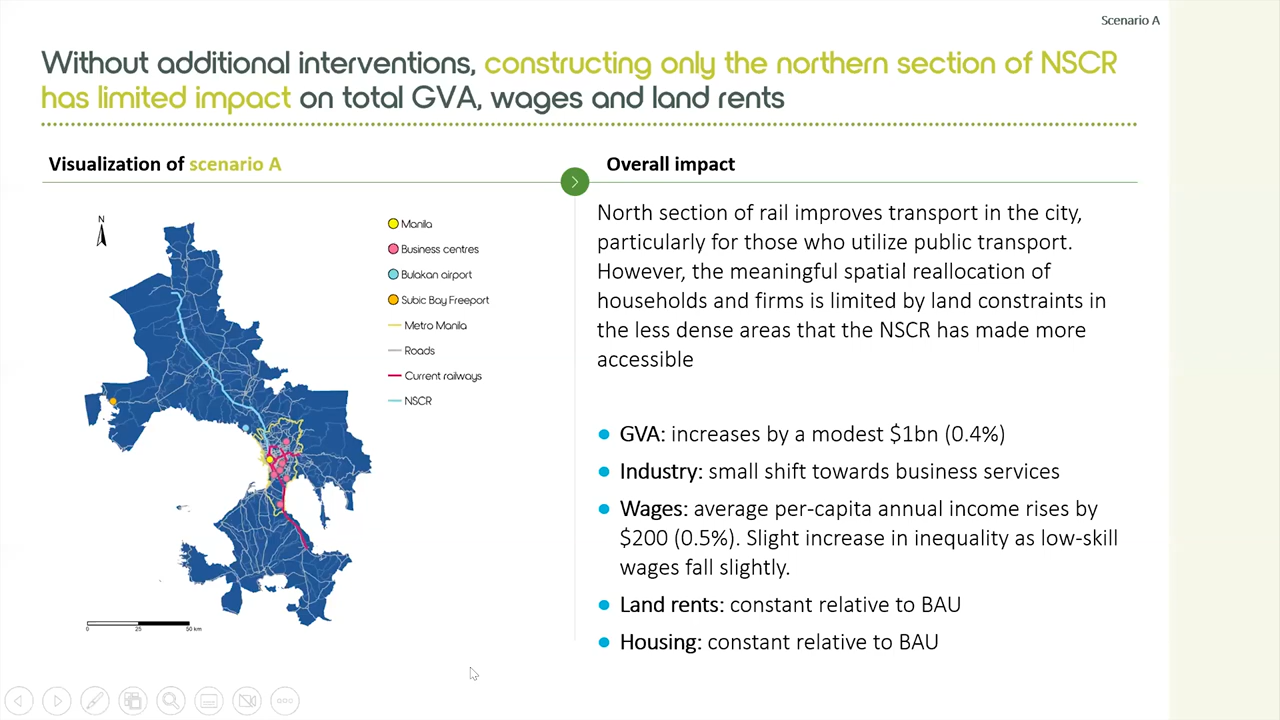 Scenario A
Without additional interventions, constructing only the northern section of NSCR
has limited impact on total GVA, wages and land rents
Visualization of scenario A
N
Manila
Business centres
Bulakan airport
Subic Bay Freeport
Metro Manila
Roads
Current railways
NSCR
0 25 50 km
Overall impact
North section of rail improves transport in the city,
particularly for those who utilize public transport.
However, the meaningful spatial reallocation of
households and firms is limited by land constraints in
the less dense areas that the NSCR has made more
accessible
GVA: increases by a modest $1bn (0.4%)
Industry: small shift towards business services
Wages: average per-capita annual income rises by
$200 (0.5%). Slight increase in inequality as low-skill
wages fall slightly.
Land rents: constant relative to BAU
Housing: constant relative to BAU